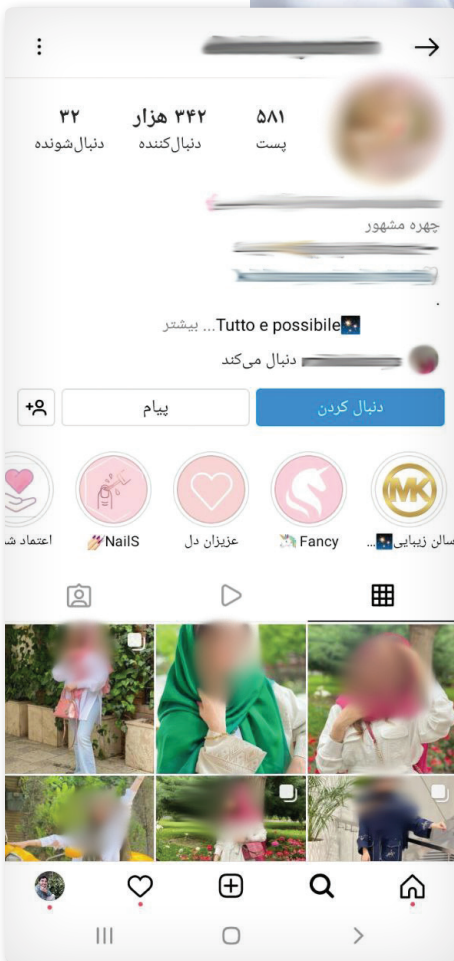 ۵۸۱ ۳۴۲ هزار ۳۲
پست دنبال‌کننده دنبال‌شونده
چهره مشهور
.
Tutto e possibile... بیشتر
دنبال می‌کند
دنبال کردن پیام
سالن زیبایی... Fancy عزیزان دل NailS اعتماد شـ
MK